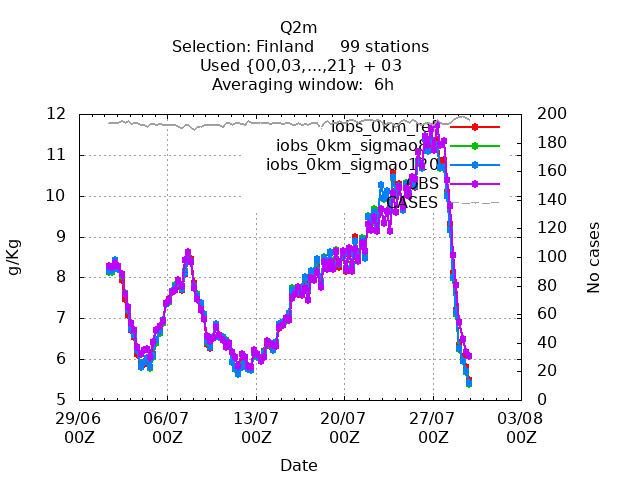 Q2m
Selection: Finland 99 stations
Used {00,03,...,21} + 03
Averaging window: 6h
12
11
10
9
8
7
6
5
g/Kg
200
180
160
140
120
100
80
60
40
20
0
No cases
iobs_0km_ref
iobs_0km_sigmao80
iobs_0km_sigmao120
OBS
CASES
29/06 06/07 13/07 20/07 27/07 03/08
00Z 00Z 00Z 00Z 00Z 00Z
Date